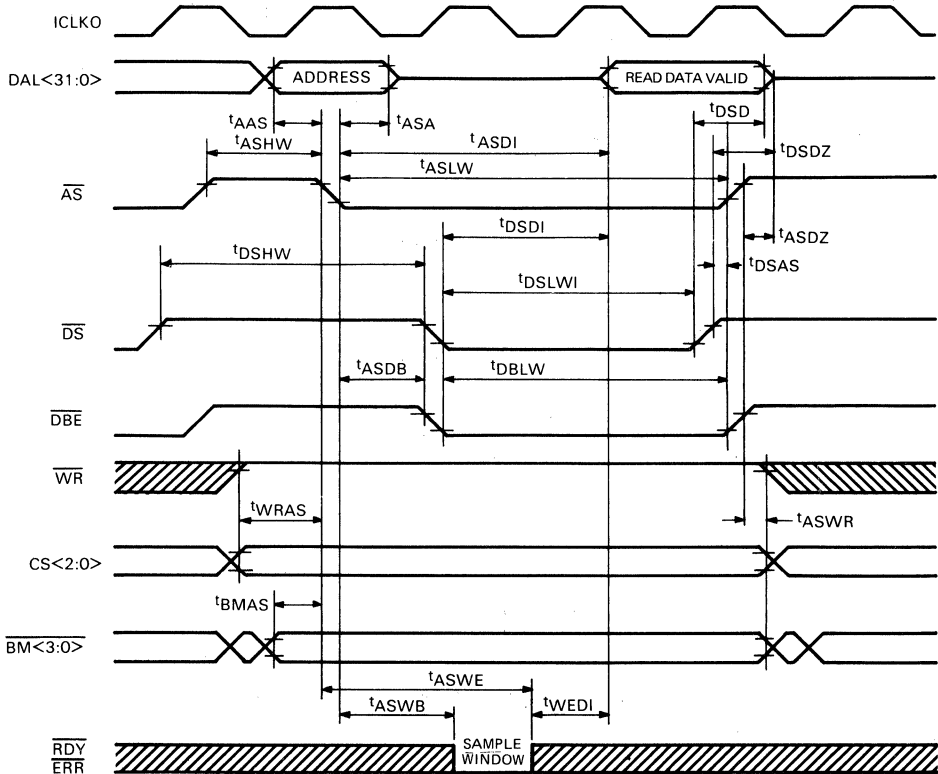 ICLKO
DAL<31:0>
ADDRESS
READ DATA VALID
tAAS
tASA
tDSD
tASHW
tASDI
tDSDZ
tASLW
AS
tDSDI
tASDZ
tDSHW
tDSAS
tDSLWI
DS
tASDB
tDBLW
DBE
WR
tWRAS
tASWR
CS<2:0>
tBMAS
BM<3:0>
tASWE
tASWB
tWEDI
RDY
ERR
SAMPLE
WINDOW